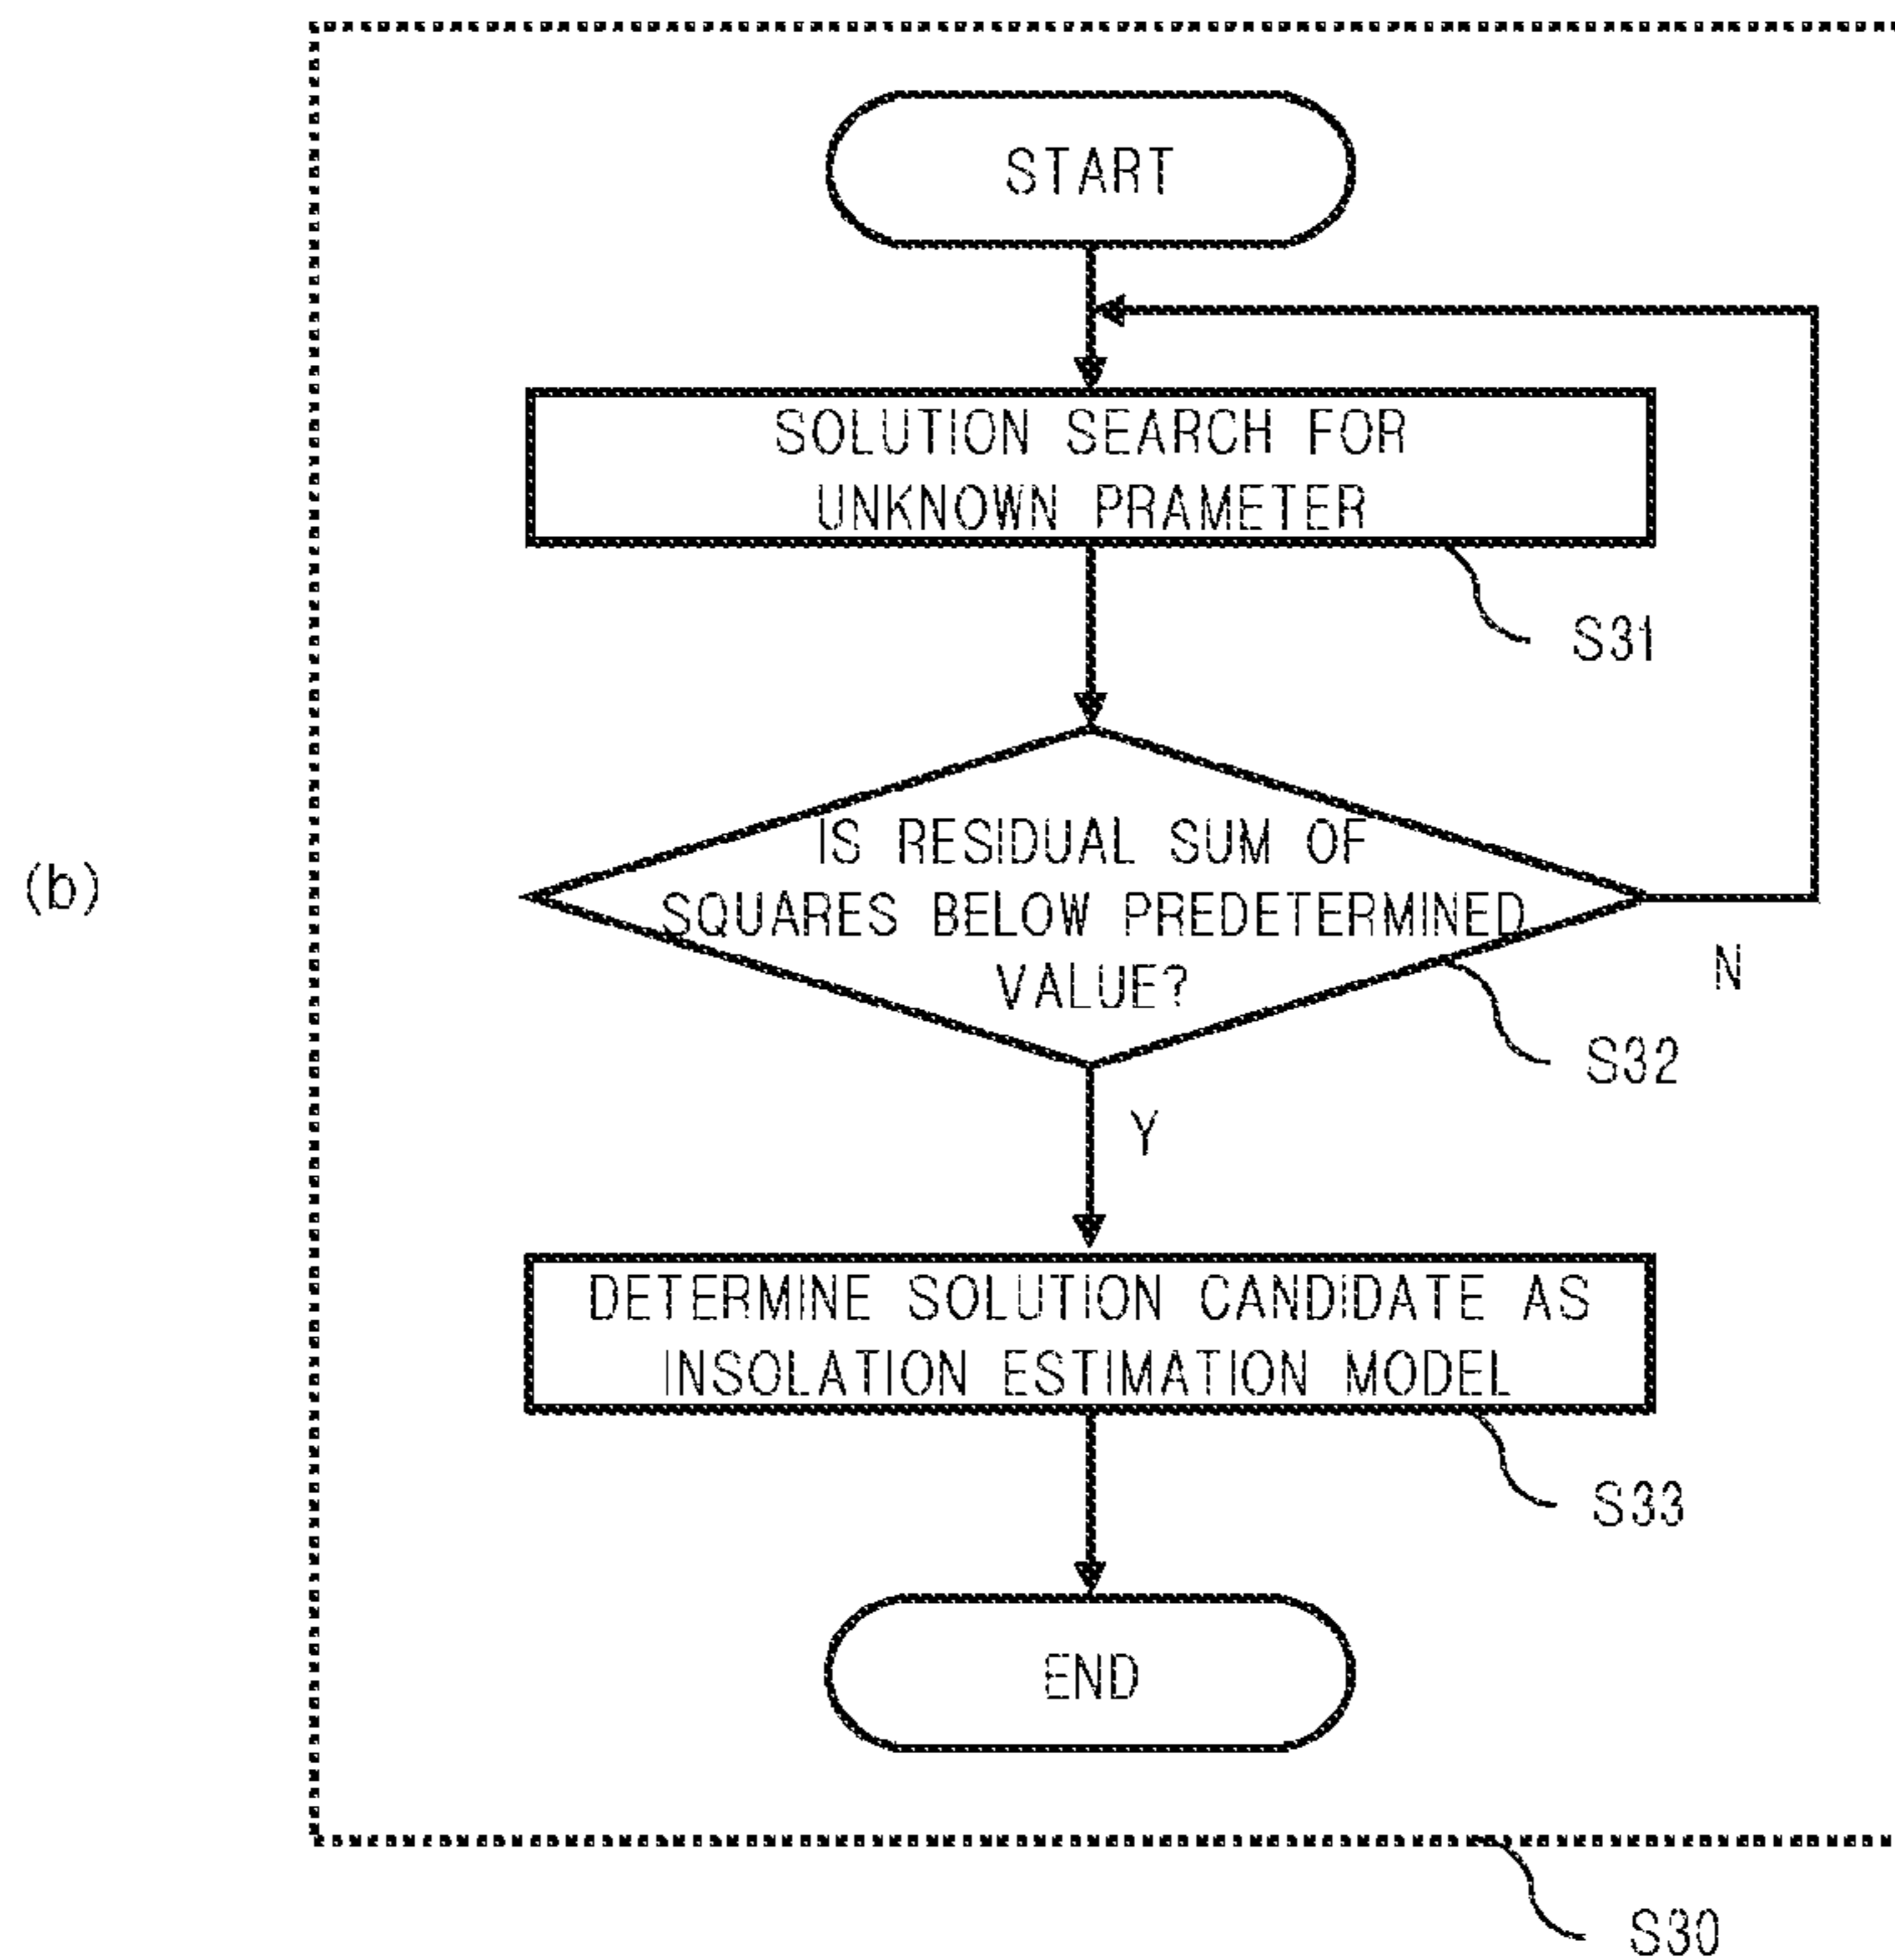 START
SOLUTION SEARCH FOR
UNKNOWN PRAMETER
S31
IS RESIDUAL SUM OF
SQUARES BELOW PREDETERMINED
VALUE?
(b)
N
S32
Y
DETERMINE SOLUTION CANDIDATE AS
INSOLATION ESTIMATION MODEL
S33
END
S30